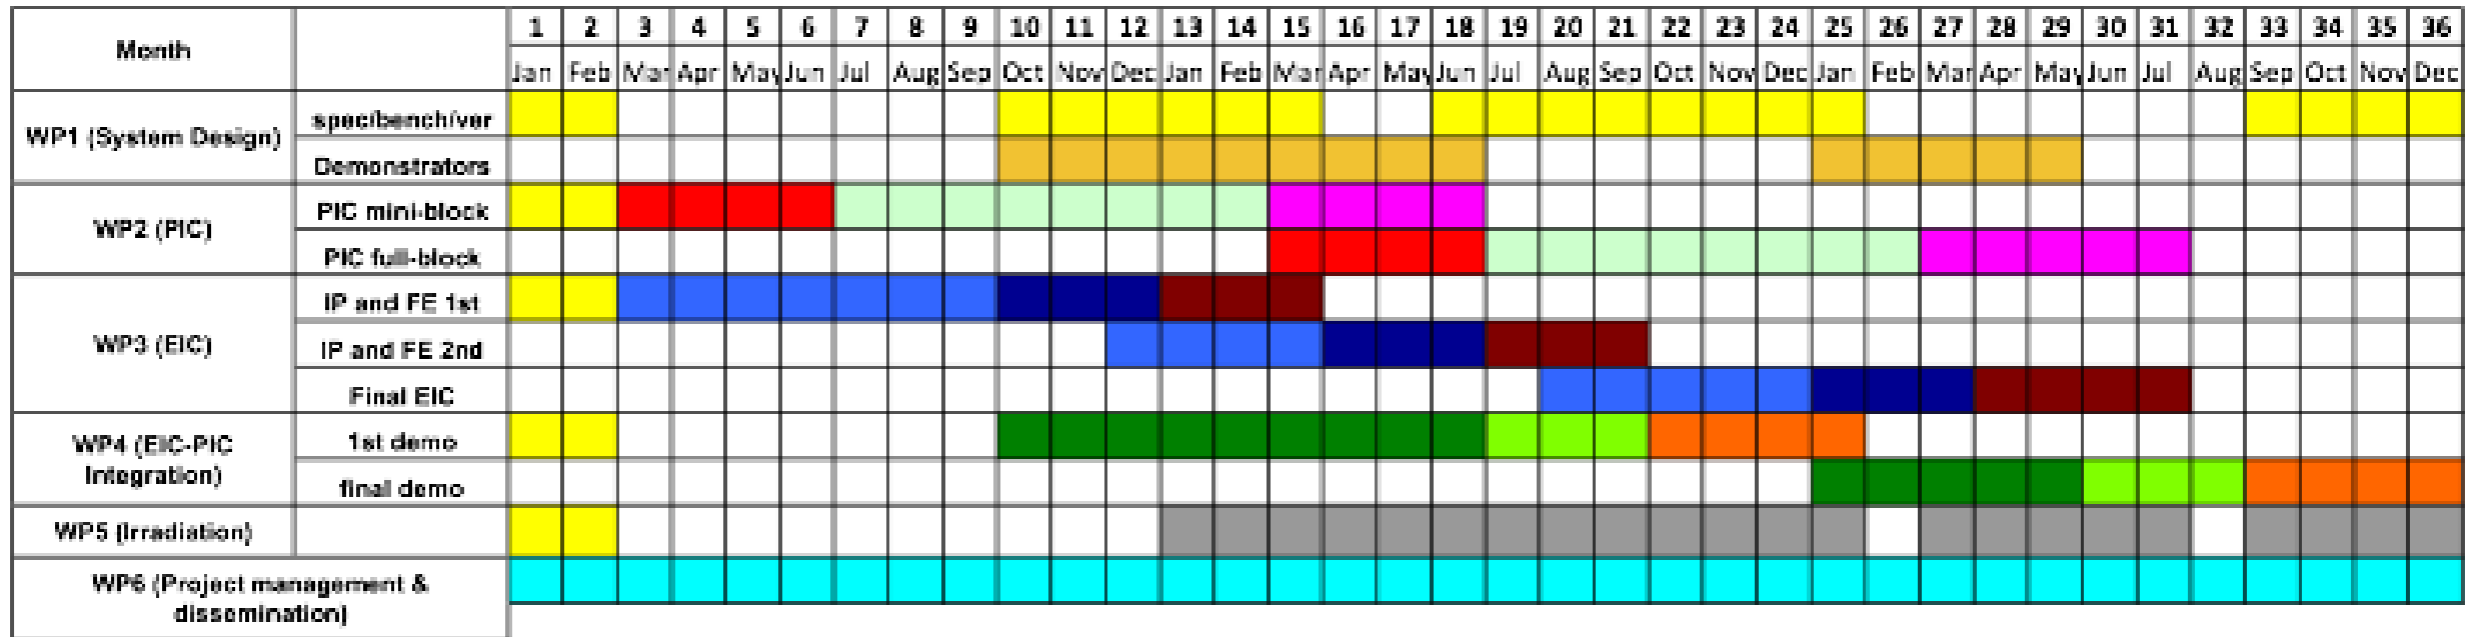 Month
1 2 3 4 5 6 7 8 9 10 11 12 13 14 15 16 17 18 19 20 21 22 23 24 25 26 27 28 29 30 31 32 33 34 35 36
Jan Feb Mar Apr May Jun Jul Aug Sep Oct Nov Dec Jan Feb Mar Apr May Jun Jul Aug Sep Oct Nov Dec Jan Feb Mar Apr May Jun Jul Aug Sep Oct Nov Dec
WP1 (System Design)
spec/bench/ver
Demonstrators
WP2 (PIC)
PIC mini-block
PIC full-block
WP3 (EIC)
IP and FE 1st
IP and FE 2nd
Final EIC
WP4 (EIC-PIC
Integration)
1st demo
final demo
WP5 (Irradiation)
WP6 (Project management &
dissemination)